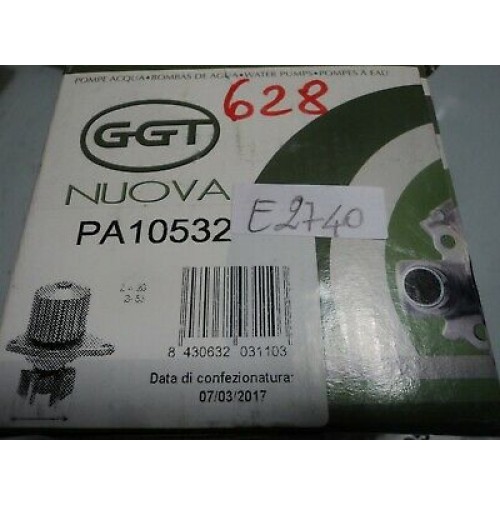 POMPE ACQUA • BOMBAS DE AGUA • WATER PUMPS • POMPES À EAU
628
GGT
NUOVA
E2740
PA10532
8 430632 031103
Data di confezionatura:
07/03/2017